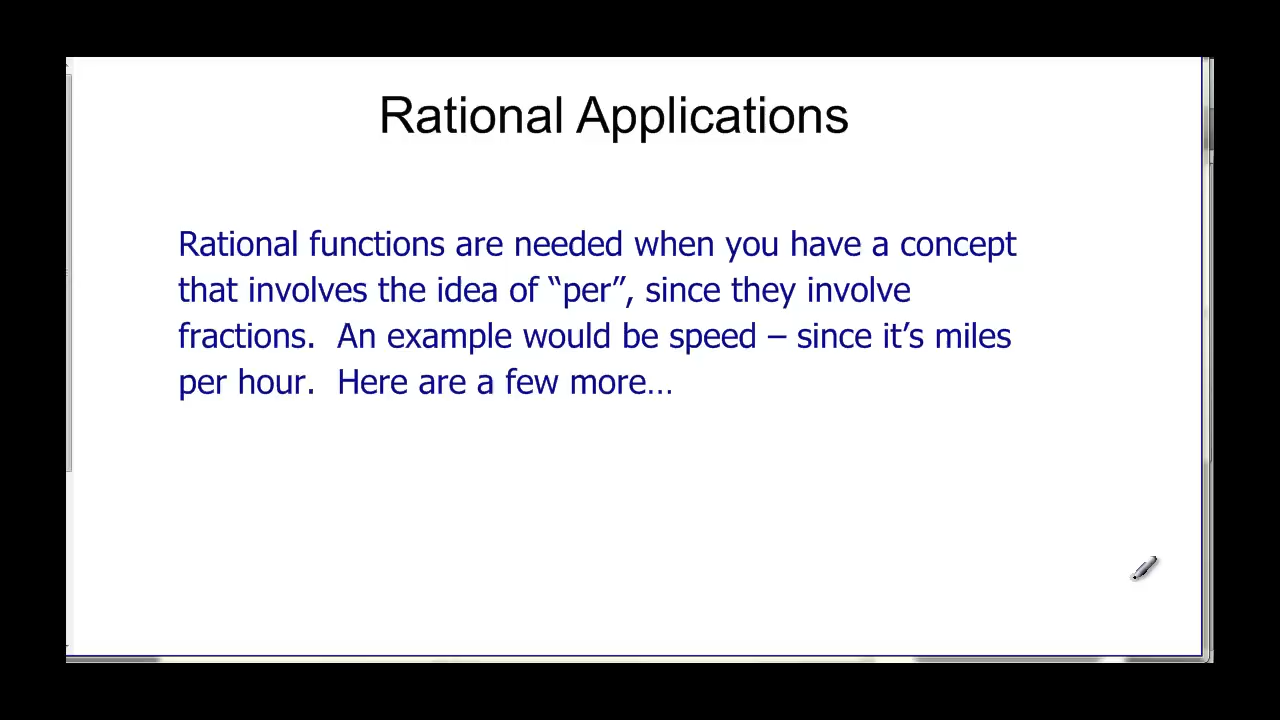 Rational Applications
Rational functions are needed when you have a concept
that involves the idea of “per”, since they involve
fractions.  An example would be speed – since it’s miles
per hour.  Here are a few more…